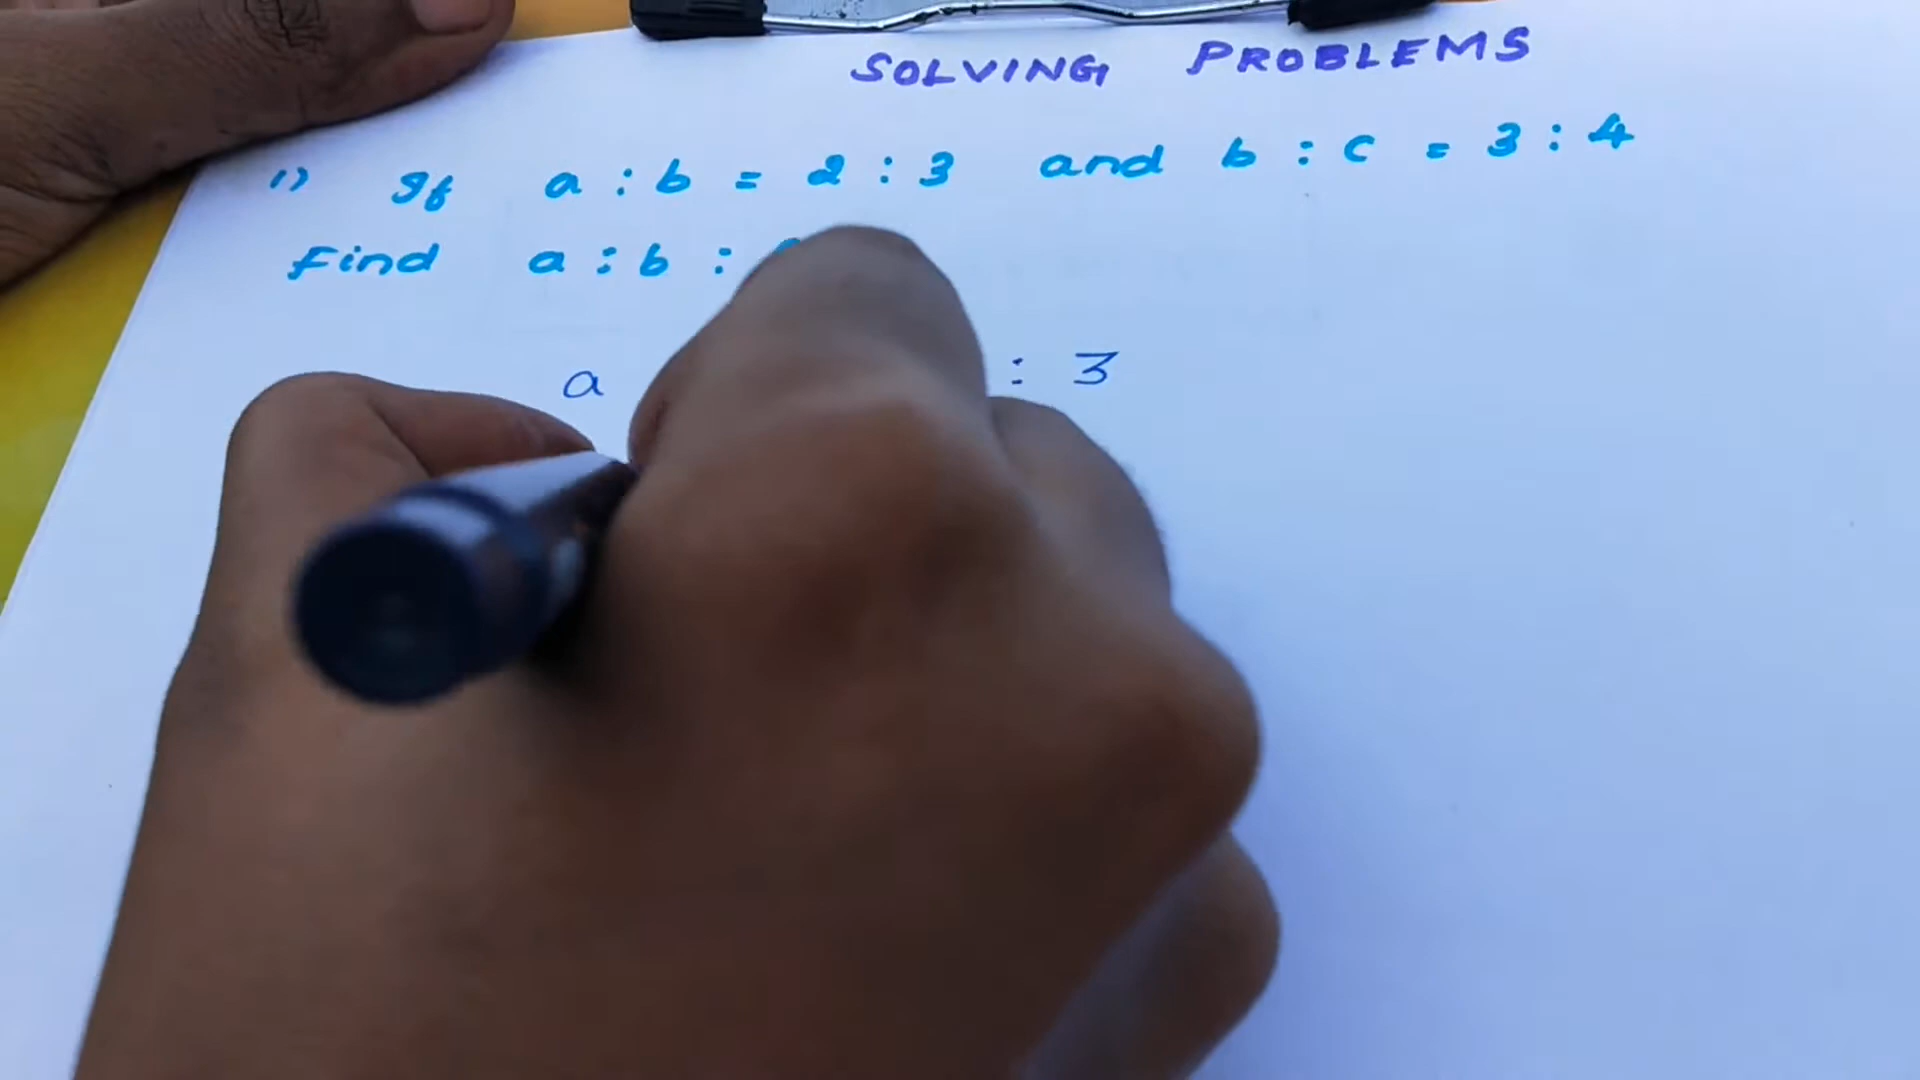 SOLVING PROBLEMS
1) If a : b = 2 : 3 and b : c = 3 : 4
Find a : b :
a : 3